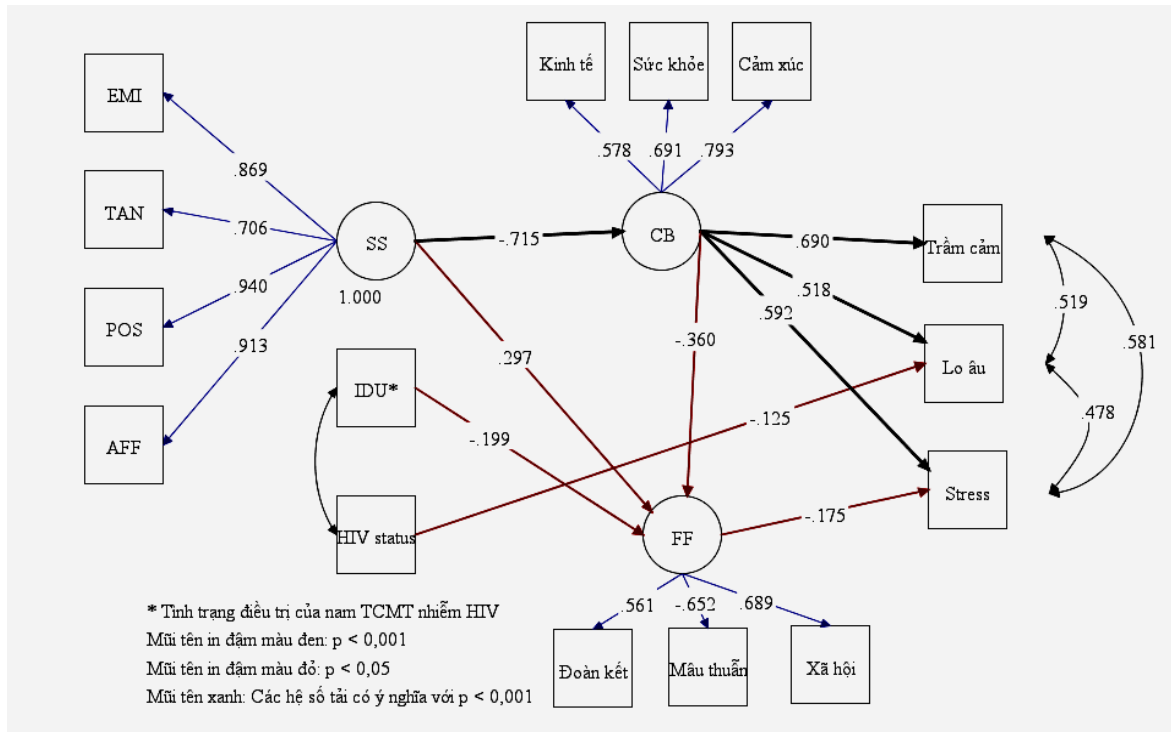 Kinh tế
Sức khỏe
Cảm xúc
EMI
.578
.691
.793
.869
TAN
.706
SS
-.715
CB
.690
Trầm cảm
1.000
.940
.518
.519
POS
.592
.913
.297
-.360
.581
IDU*
Lo âu
-.199
-.125
.478
AFF
Stress
-.175
HIV status
FF
.561
-.652
.689
Đoàn kết
Mâu thuẫn
Xã hội
* Tình trạng điều trị của nam TCMT nhiễm HIV
Mũi tên in đậm màu đen: p < 0,001
Mũi tên in đậm màu đỏ: p < 0,05
Mũi tên xanh: Các hệ số tải có ý nghĩa với p < 0,001